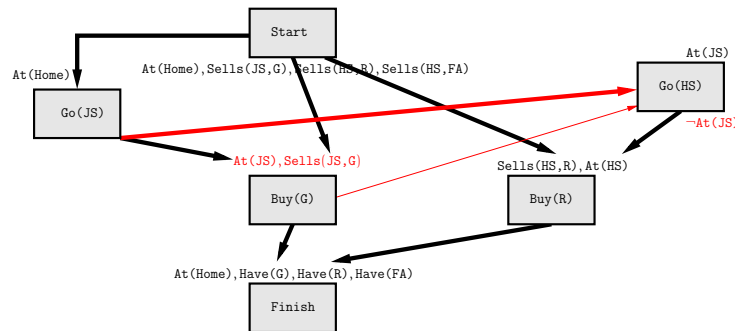 Start
At(JS)
At(Home),Sells(JS,G),Sells(HS,R),Sells(HS,FA)
At(Home)
Go(HS)
Go(JS)
¬At(JS)
At(JS),Sells(JS,G)
Sells(HS,R),At(HS)
Buy(G)
Buy(R)
At(Home),Have(G),Have(R),Have(FA)
Finish